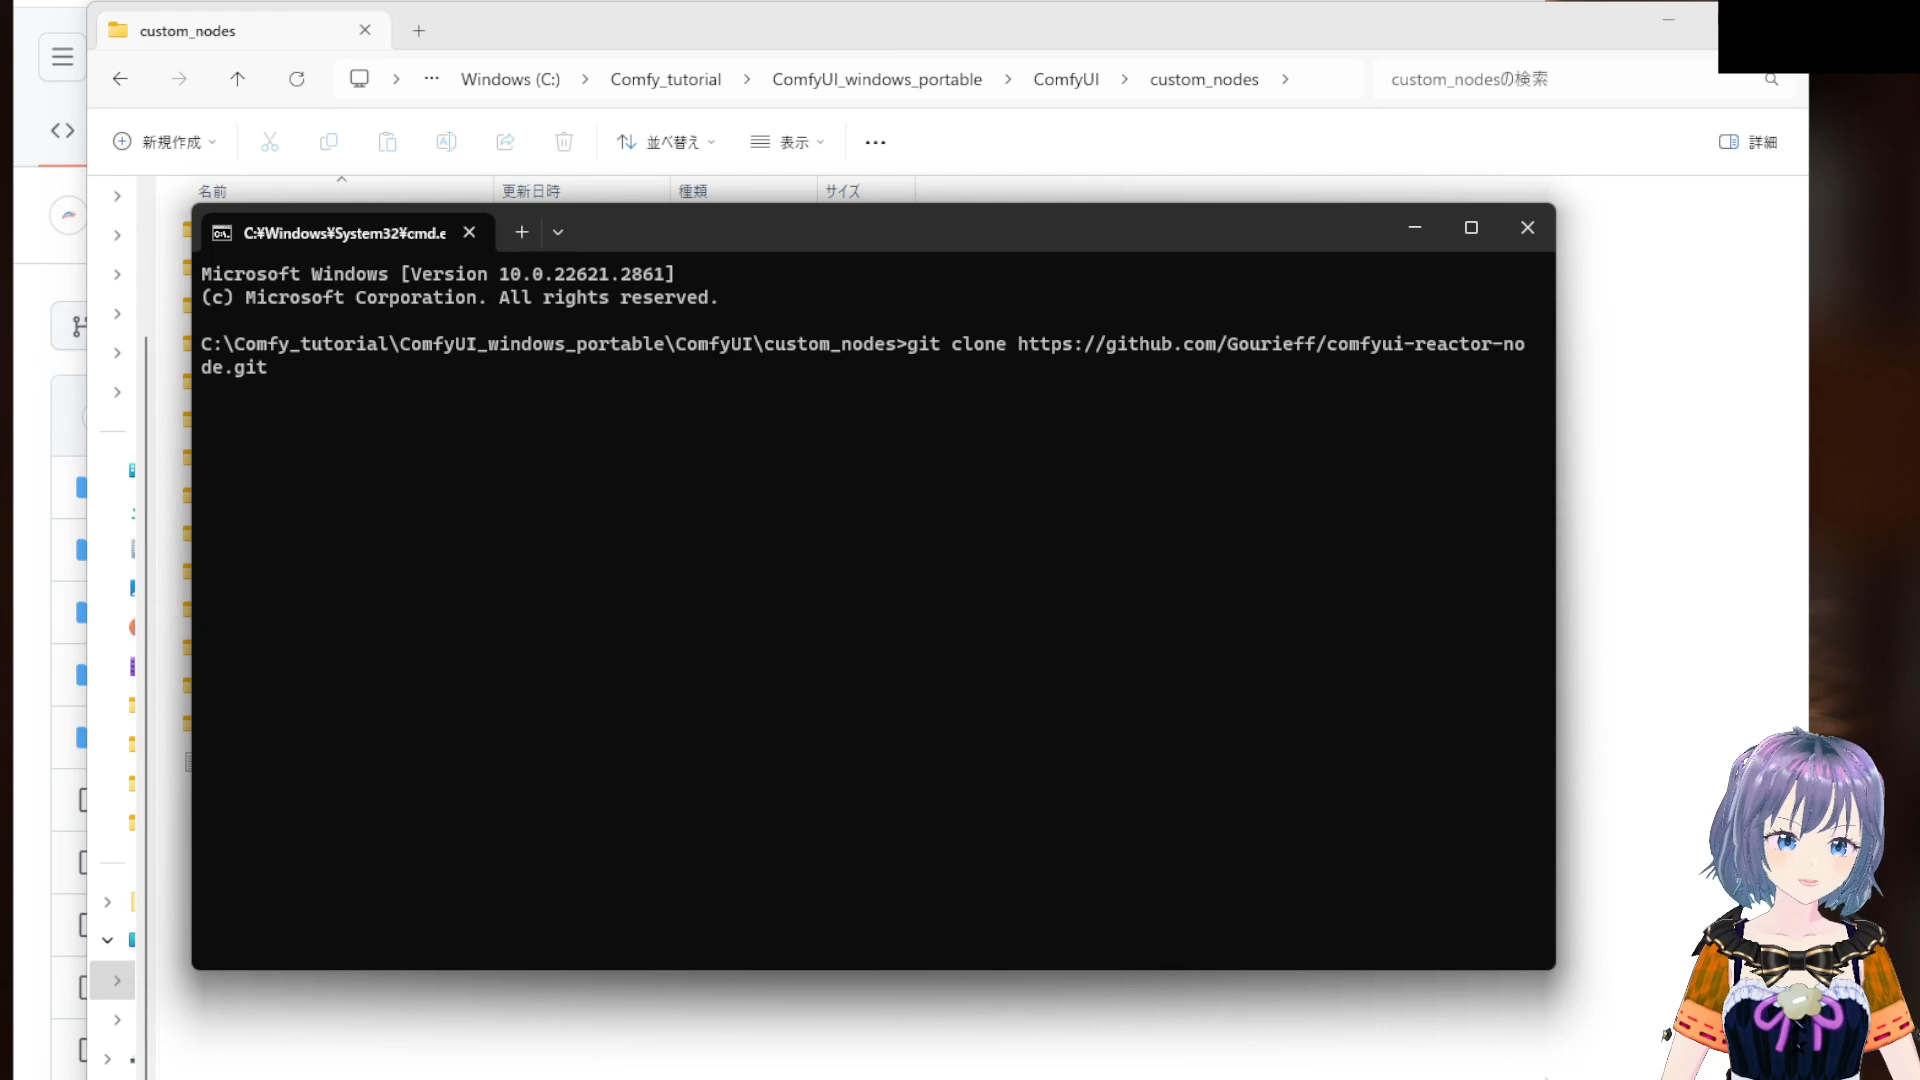 custom_nodes
Windows (C:) > Comfy_tutorial > ComfyUI_windows_portable > ComfyUI > custom_nodes >
custom_nodesの検索
新規作成
並べ替え
表示
詳細
名前
更新日時
種類
サイズ
C:¥Windows¥System32¥cmd.e
Microsoft Windows [Version 10.0.22621.2861]
(c) Microsoft Corporation. All rights reserved.
C:\Comfy_tutorial\ComfyUI_windows_portable\ComfyUI\custom_nodes>git clone https://github.com/Gourieff/comfyui-reactor-no
de.git